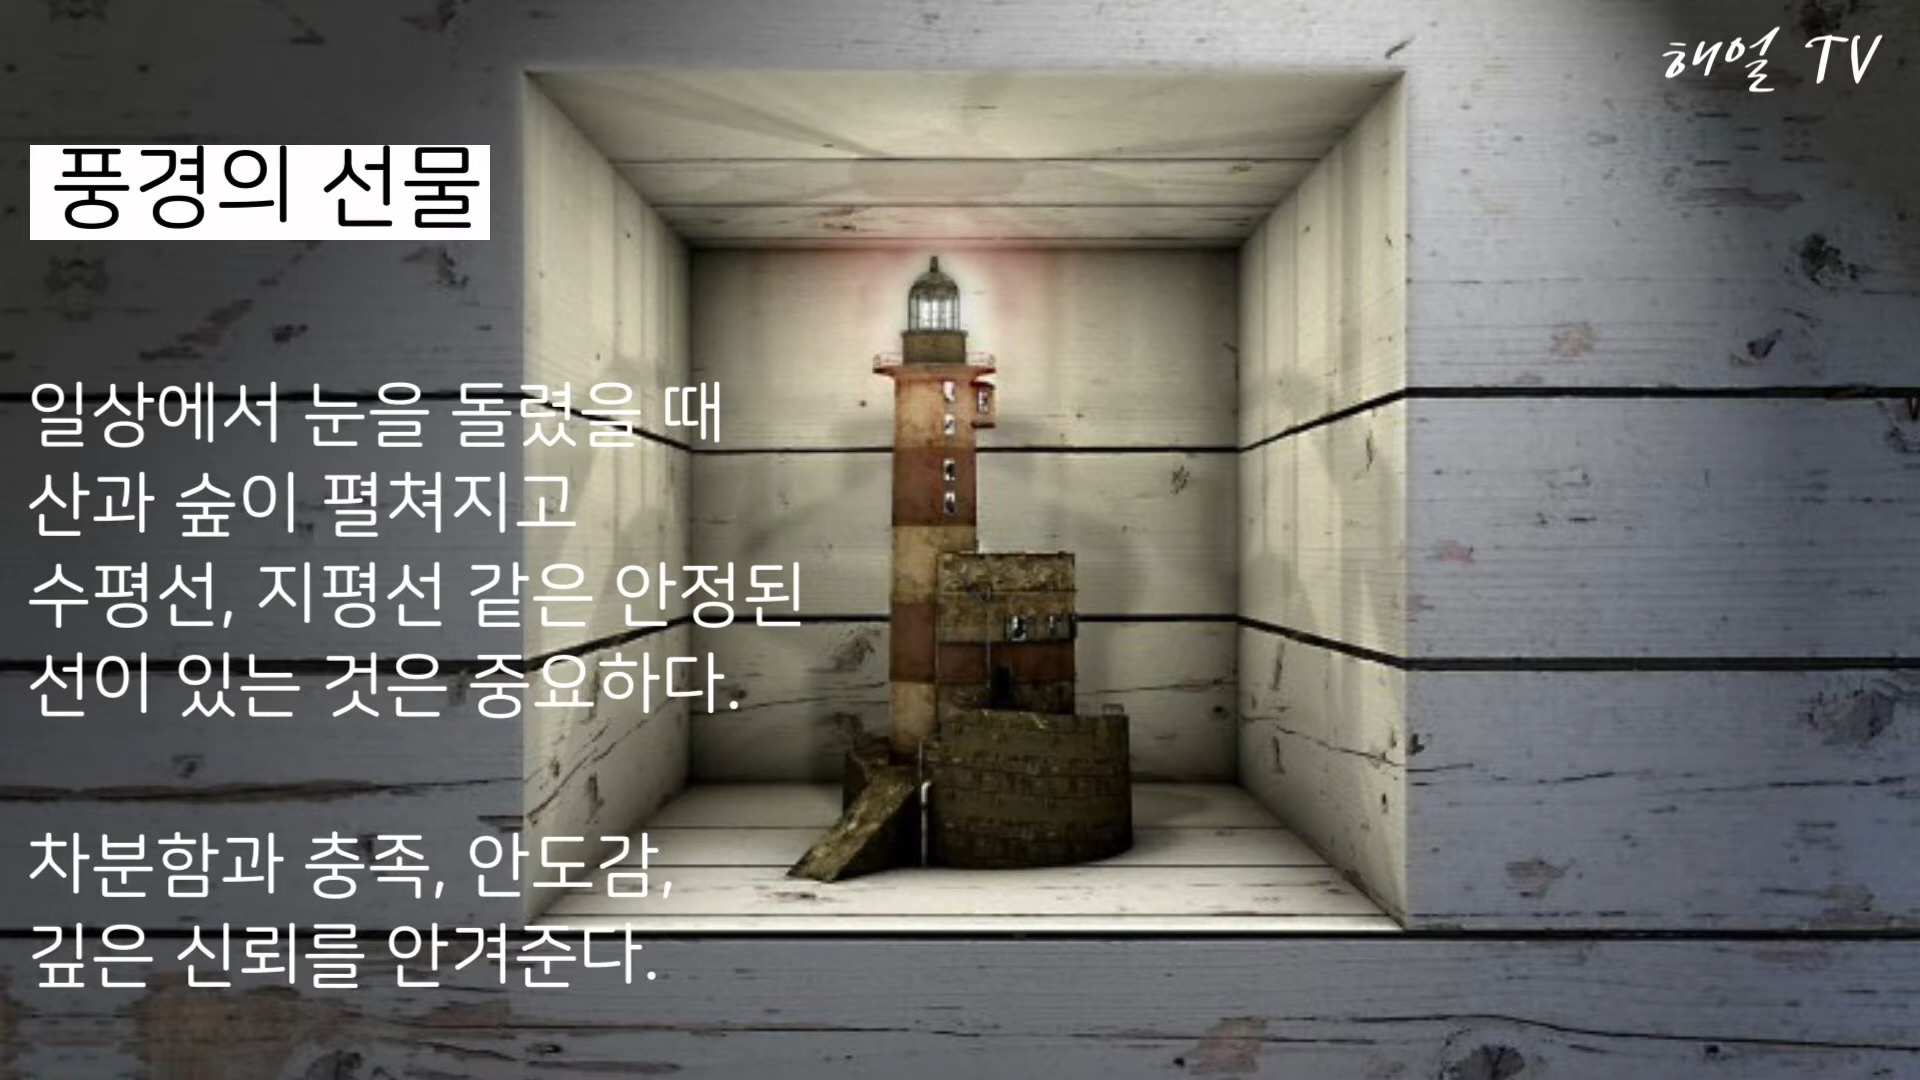 해얼 TV
풍경의 선물
일상에서 눈을 돌렸을 때
산과 숲이 펼쳐지고
수평선, 지평선 같은 안정된
선이 있는 것은 중요하다.
차분함과 충족, 안도감,
깊은 신뢰를 안겨준다.